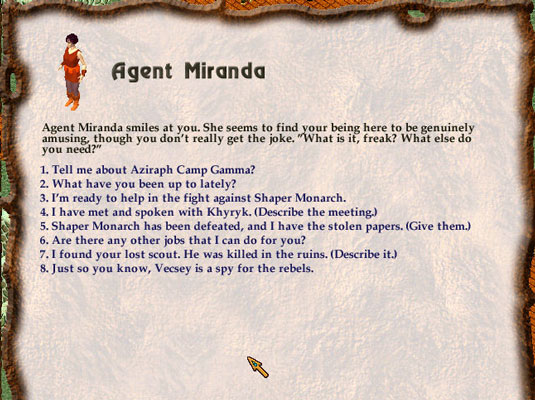 Agent Miranda
Agent Miranda smiles at you. She seems to find your being here to be genuinely
amusing, though you don't really get the joke. "What is it, freak? What else do
you need?"
1. Tell me about Aziraph Camp Gamma?
2. What have you been up to lately?
3. I'm ready to help in the fight against Shaper Monarch.
4. I have met and spoken with Khyryk. (Describe the meeting.)
5. Shaper Monarch has been defeated, and I have the stolen papers. (Give them.)
6. Are there any other jobs that I can do for you?
7. I found your lost scout. He was killed in the ruins. (Describe it.)
8. Just so you know, Vecsey is a spy for the rebels.